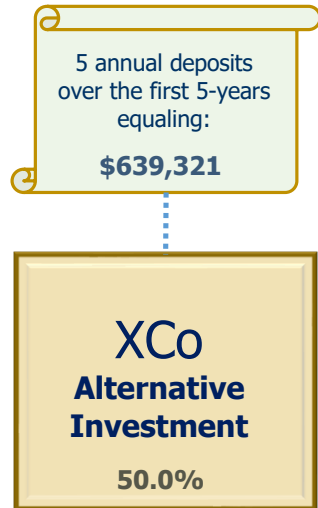 5 annual deposits
over the first 5-years
equaling:
$639,321
XCo
Alternative
Investment
50.0%